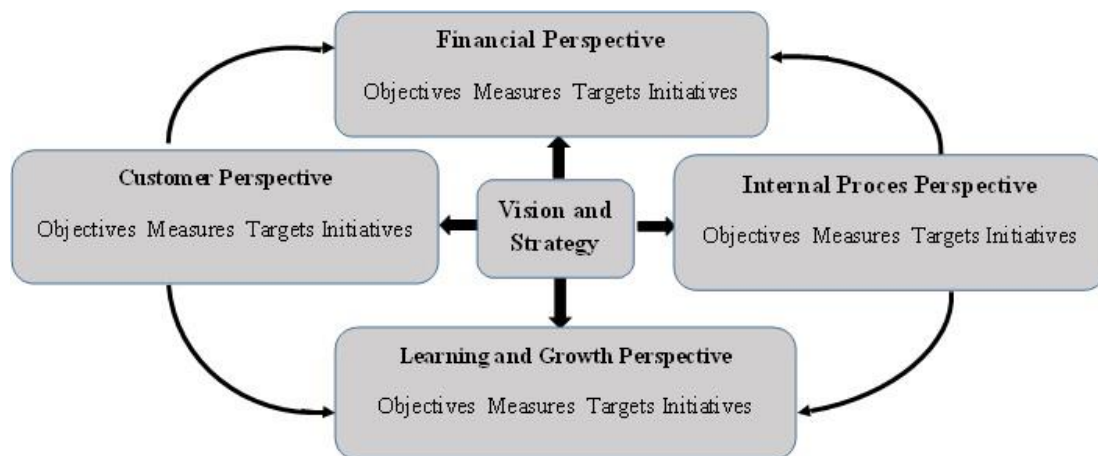 Financial Perspective
Objectives Measures Targets Initiatives
Customer Perspective
Objectives Measures Targets Initiatives
Vision and
Strategy
Internal Proces Perspective
Objectives Measures Targets Initiatives
Learning and Growth Perspective
Objectives Measures Targets Initiatives